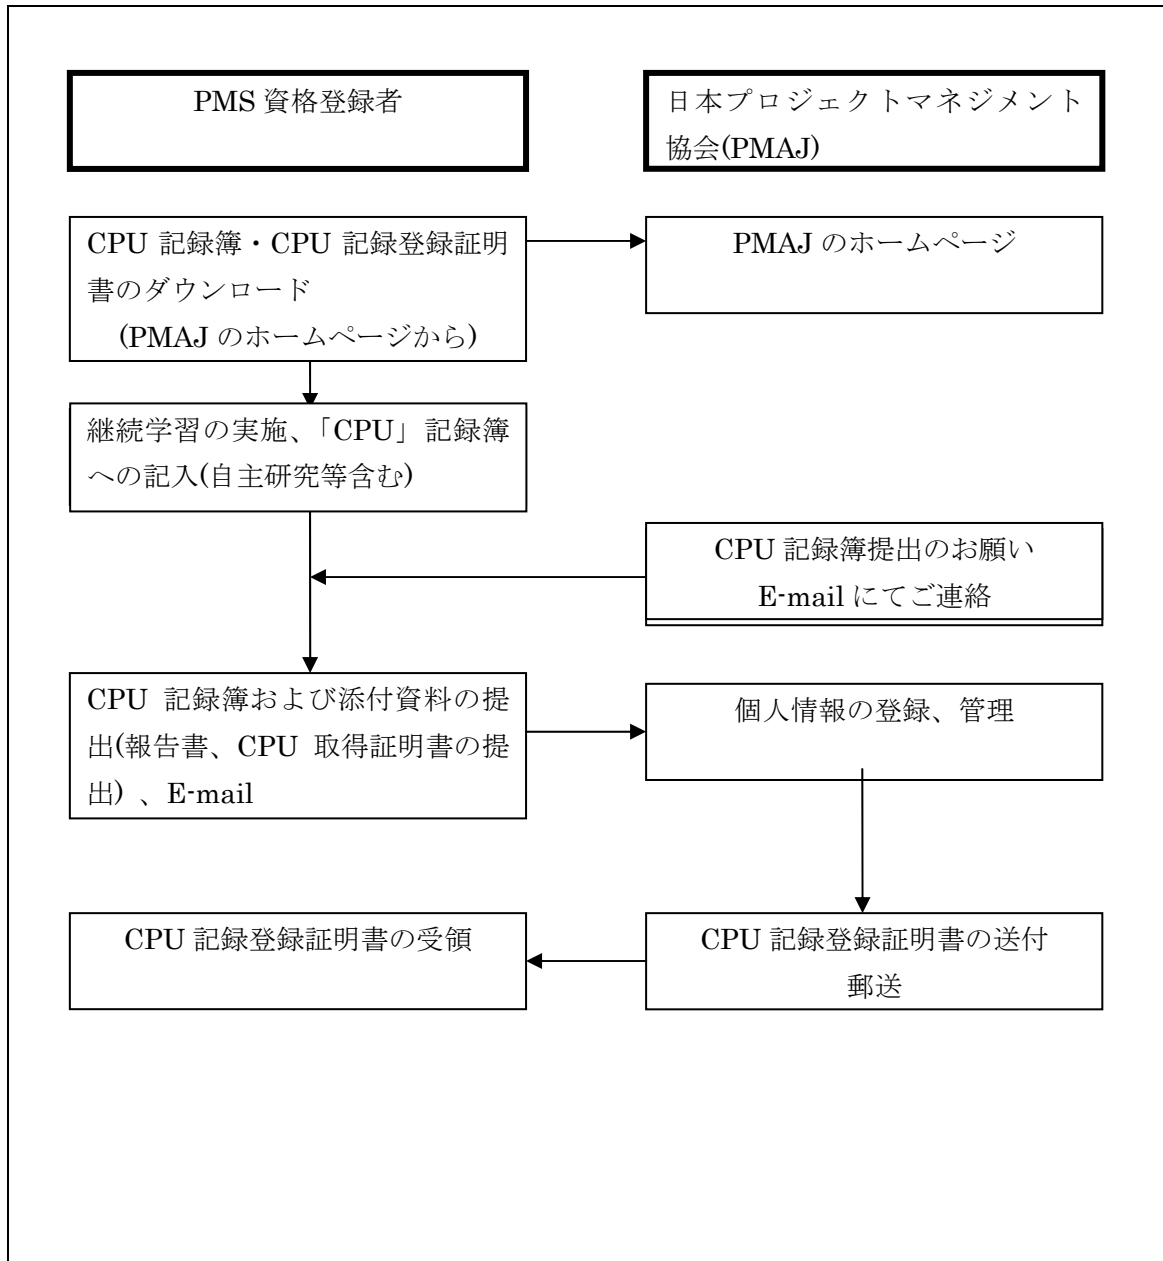 PMS 資格登録者
日本プロジェクトマネジメント
協会(PMAJ)
CPU 記録簿・CPU 記録登録証明
書のダウンロード
(PMAJ のホームページから)
PMAJ のホームページ
継続学習の実施、「CPU」記録簿
への記入(自主研究等含む)
CPU 記録簿提出のお願い
E-mail にてご連絡
CPU 記録簿および添付資料の提
出(報告書、CPU 取得証明書の提
出) 、E-mail
個人情報の登録、管理
CPU 記録登録証明書の受領
CPU 記録登録証明書の送付
郵送